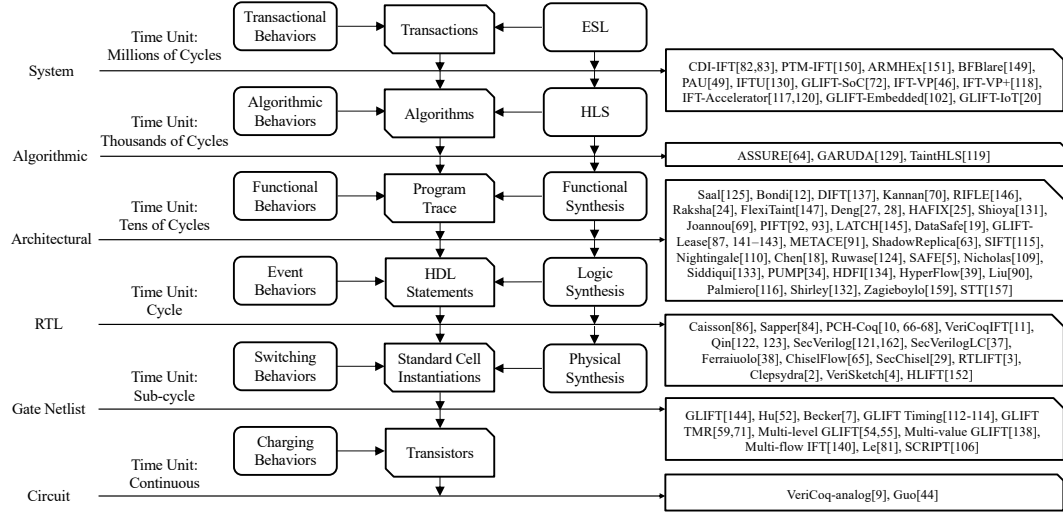 Transactional
Behaviors
Transactions
ESL
Time Unit:
Millions of Cycles
System
CDI-IFT[82,83], PTM-IFT[150], ARMHEx[151], BFBlare[149],
PAU[49], IFTU[130], GLIFT-SoC[72], IFT-VP[46], IFT-VP+[118],
IFT-Accelerator[117,120], GLIFT-Embedded[102], GLIFT-IoT[20]
Algorithmic
Behaviors
Algorithms
HLS
Time Unit:
Thousands of Cycles
Algorithmic
ASSURE[64], GARUDA[129], TaintHLS[119]
Functional
Behaviors
Program
Trace
Functional
Synthesis
Time Unit:
Tens of Cycles
Architectural
Saal[125], Bondi[12], DIFT[137], Kannan[70], RIFLE[146],
Raksha[24], FlexiTaint[147], Deng[27, 28], HAFIX[25], Shioya[131],
Joannou[69], PIFT[92, 93], LATCH[145], DataSafe[19], GLIFT-
Lease[87, 141–143], METACE[91], ShadowReplica[63], SIFT[115],
Nightingale[110], Chen[18], Ruwase[124], SAFE[5], Nicholas[109],
Siddiqui[133], PUMP[34], HDFI[134], HyperFlow[39], Liu[90],
Palmiero[116], Shirley[132], Zagieboylo[159], STT[157]
Event
Behaviors
HDL
Statements
Logic
Synthesis
Time Unit:
Cycle
RTL
Caisson[86], Sapper[84], PCH-Coq[10, 66-68], VeriCoqIFT[11],
Qin[122, 123], SecVerilog[121,162], SecVerilogLC[37],
Ferraiuolo[38], ChiselFlow[65], SecChisel[29], RTLIFT[3],
Clepsydra[2], VeriSketch[4], HLIFT[152]
Switching
Behaviors
Standard Cell
Instantiations
Physical
Synthesis
Time Unit:
Sub-cycle
Gate Netlist
GLIFT[144], Hu[52], Becker[7], GLIFT Timing[112-114], GLIFT
TMR[59,71], Multi-level GLIFT[54,55], Multi-value GLIFT[138],
Multi-flow IFT[140], Le[81], SCRIPT[106]
Charging
Behaviors
Transistors
Time Unit:
Continuous
Circuit
VeriCoq-analog[9], Guo[44]